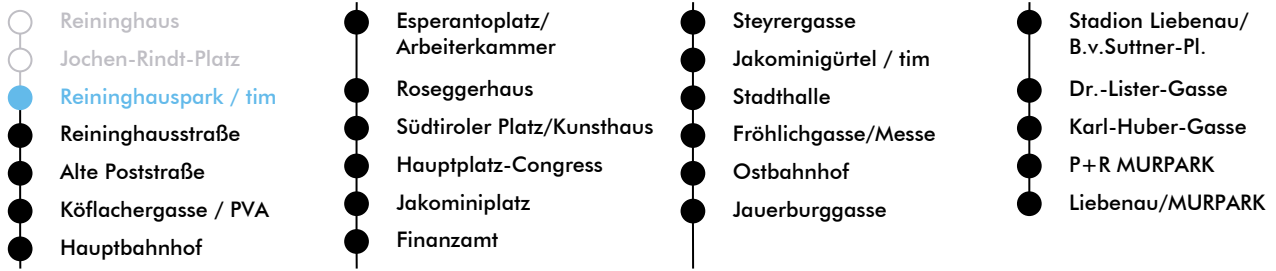 Reininghaus
Jochen-Rindt-Platz
Reininghauspark / tim
Reininghausstraße
Alte Poststraße
Köflachergasse / PVA
Hauptbahnhof
Esperantoplatz/
Arbeiterkammer
Roseggerhaus
Südtiroler Platz/Kunsthaus
Hauptplatz-Congress
Jakominiplatz
Finanzamt
Steyrergasse
Jakominigürtel / tim
Stadthalle
Fröhlichgasse/Messe
Ostbahnhof
Jauerburggasse
Stadion Liebenau/
B.v.Suttner-Pl.
Dr.-Lister-Gasse
Karl-Huber-Gasse
P+R MURPARK
Liebenau/MURPARK